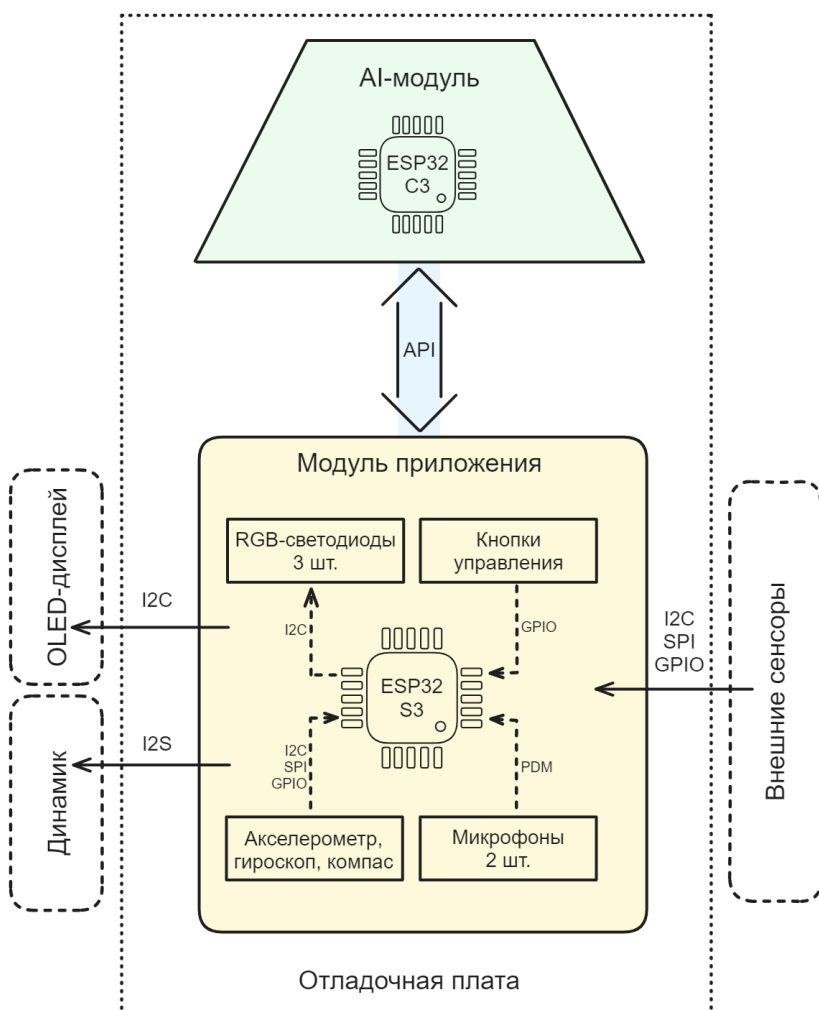 AI-модуль
ESP32
C3
API
Модуль приложения
RGB-светодиоды
3 шт.
Кнопки
управления
OLED-дисплей
I2C
I2C
GPIO
I2C
SPI
GPIO
Внешние сенсоры
ESP32
S3
Динамик
I2S
I2C
SPI
GPIO
PDM
Акселерометр,
гироскоп, компас
Микрофоны
2 шт.
Отладочная плата